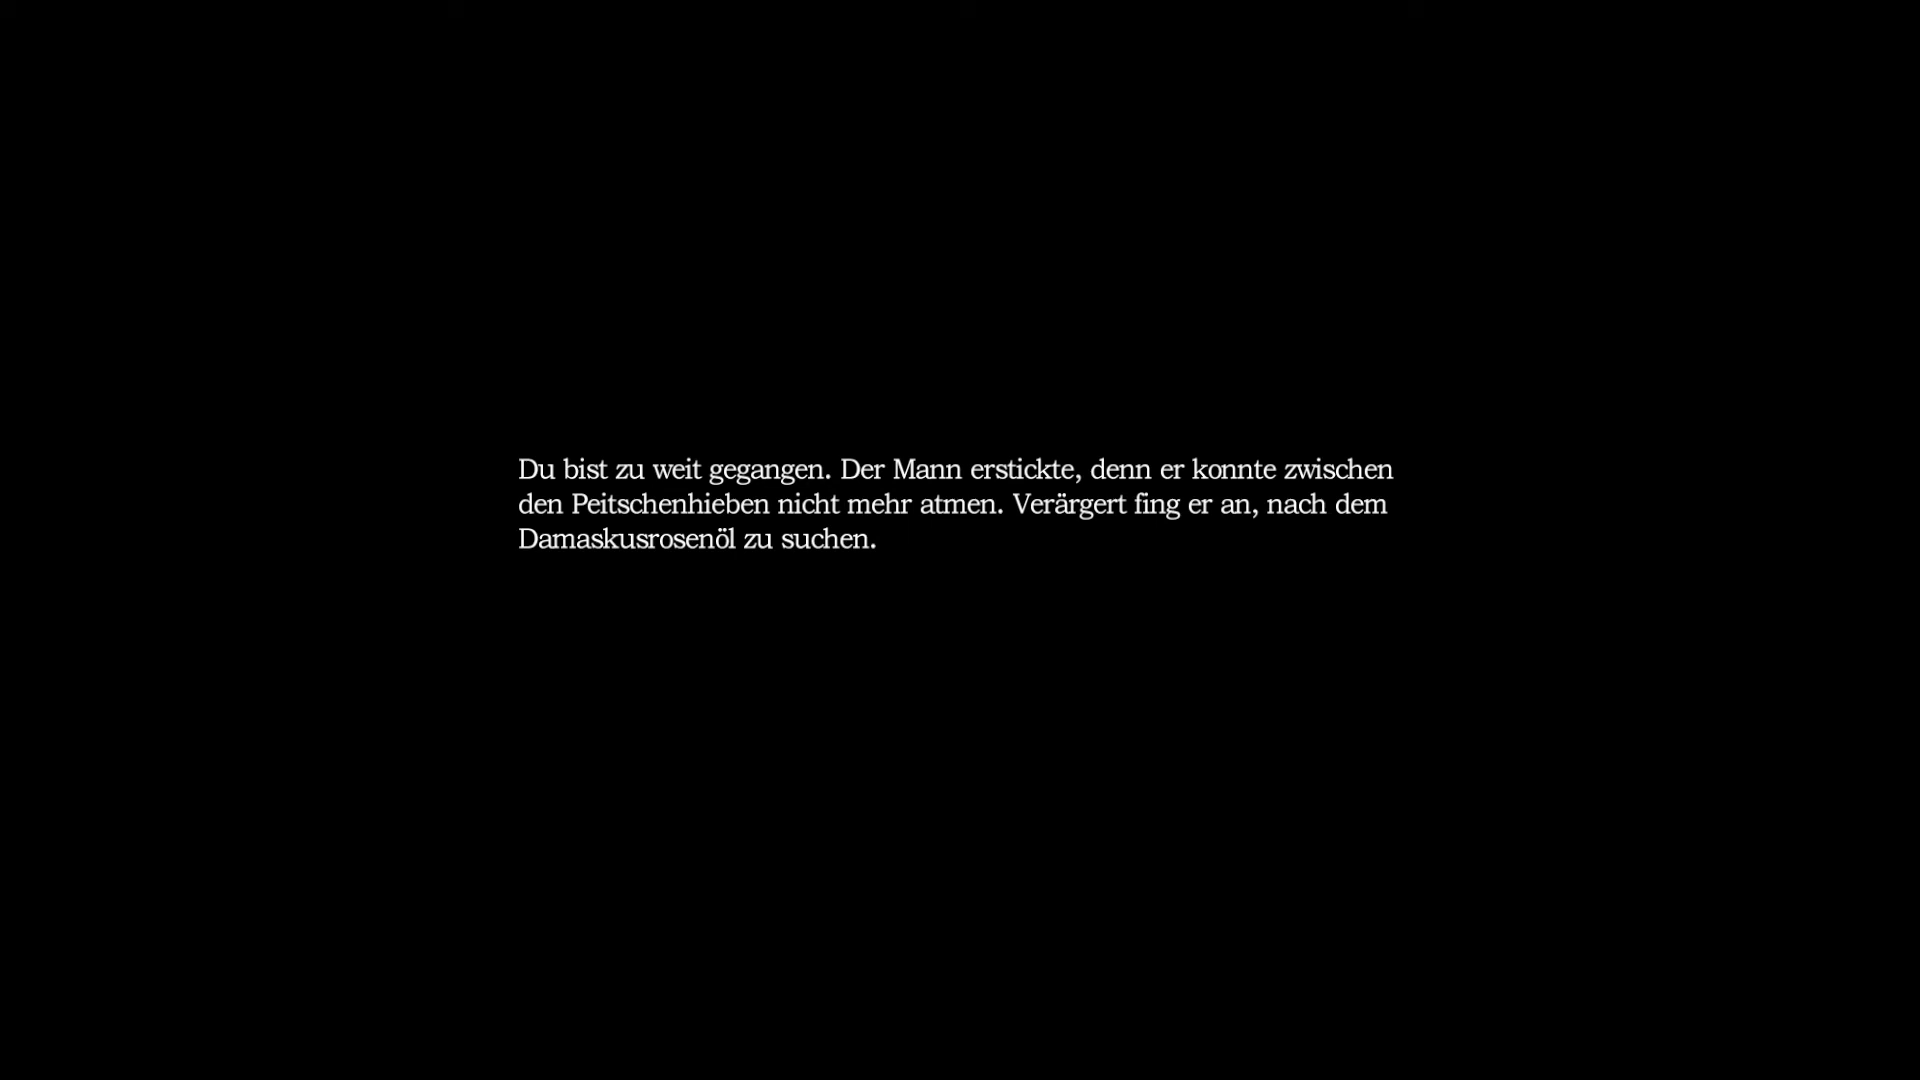 Du bist zu weit gegangen. Der Mann erstickte, denn er konnte zwischen
den Peitschenhieben nicht mehr atmen. Verärgert fing er an, nach dem
Damaskusrosenöl zu suchen.